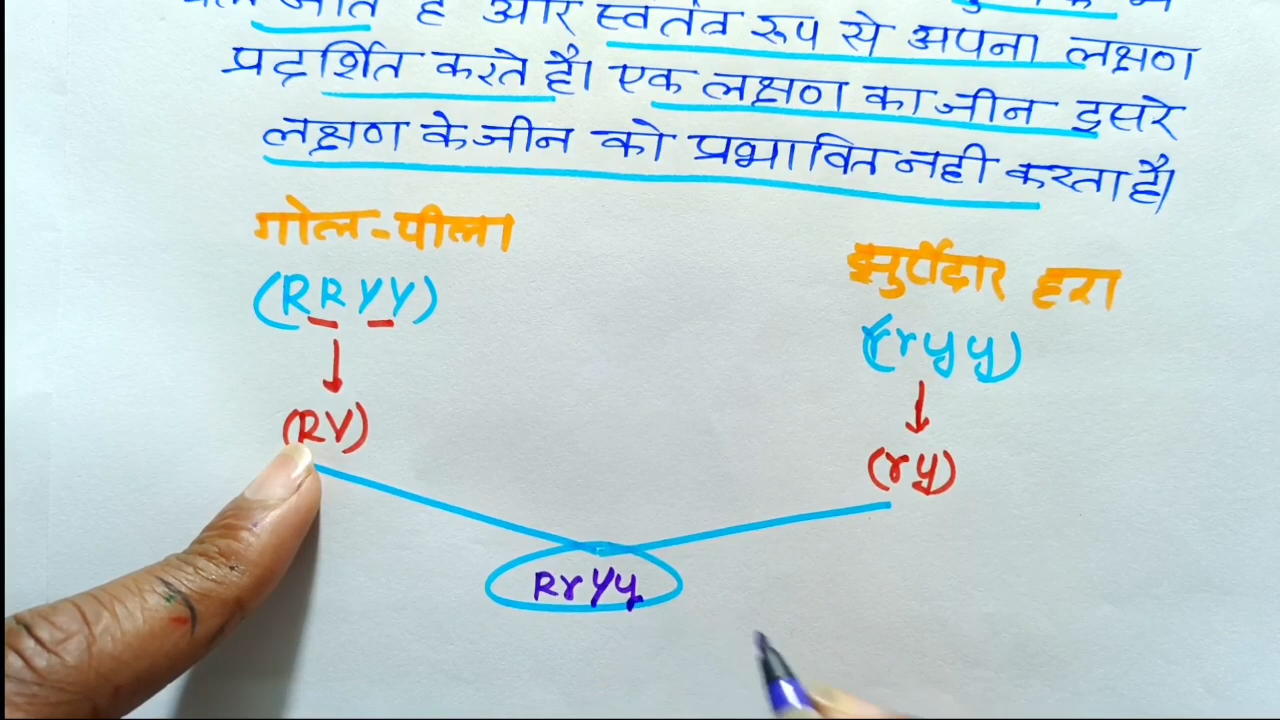 जाते है और स्वतंत्र रूप से अपना लक्षण
प्रदर्शित करते है। एक लक्षण का जीन दुसरे
लक्षण के जीन को प्रभावित नही करता है।
गोल-पीला
झुर्रीदार हरा
(RRYY)
(rryy)
(RY)
(ry)
RrYy